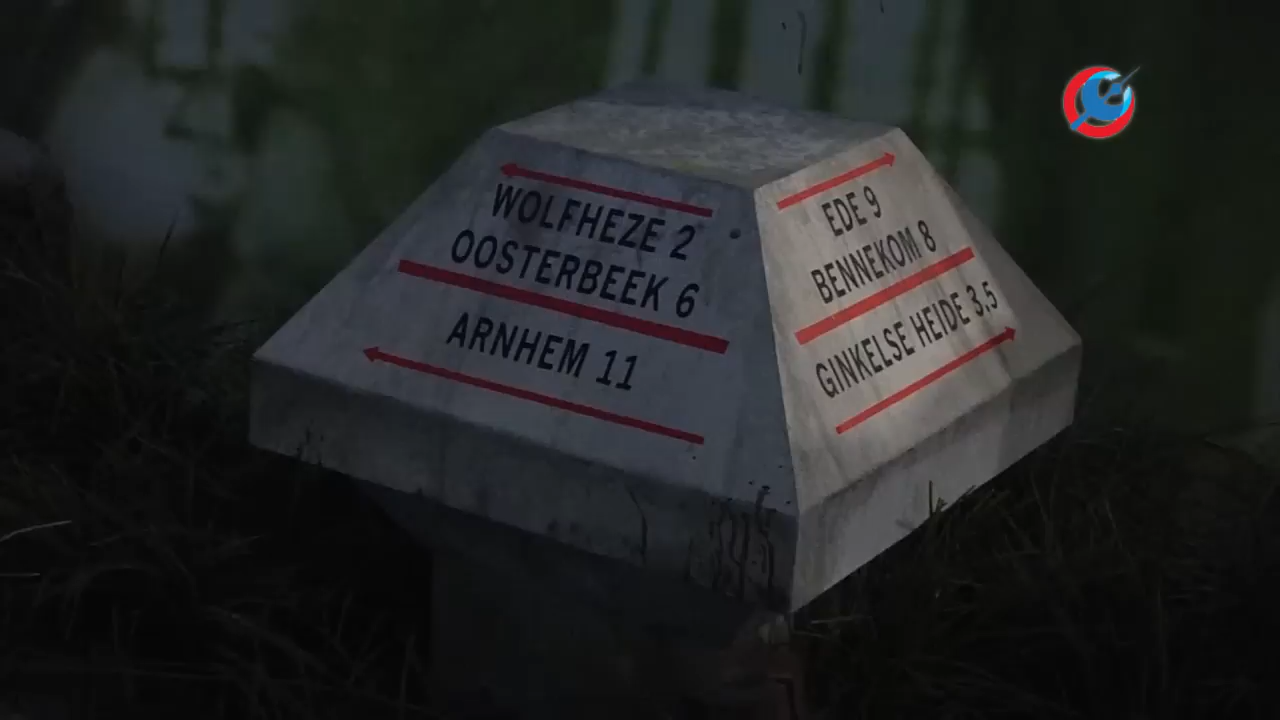 WOLFHEZE 2
OOSTERBEEK 6
ARNHEM 11
EDE 9
BENNEKOM 8
GINKELSE HEIDE 3.5